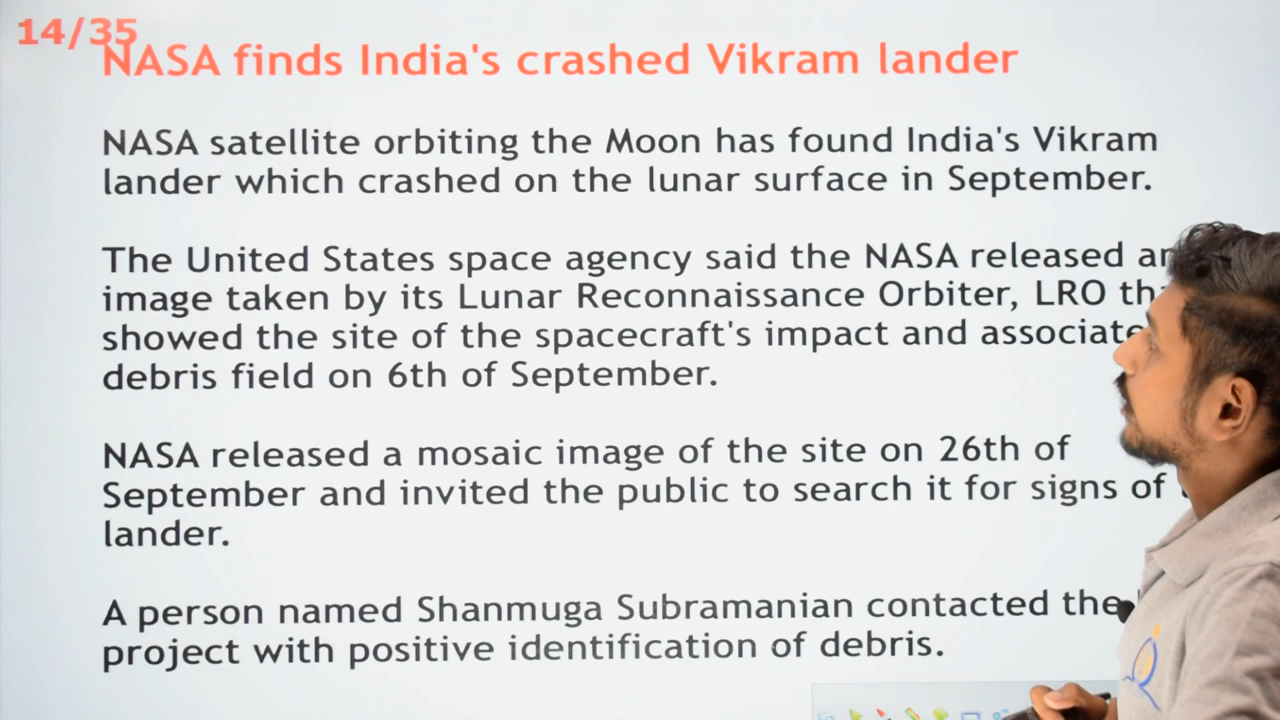 14/35
NASA finds India's crashed Vikram lander
NASA satellite orbiting the Moon has found India's Vikram
lander which crashed on the lunar surface in September.
The United States space agency said the NASA released an
image taken by its Lunar Reconnaissance Orbiter, LRO
showed the site of the spacecraft's impact and
debris field on 6th of September.
NASA released a mosaic image of the site on 26th of
September and invited the public to search it for signs of
lander.
A person named Shanmuga Subramanian contacted the
project with positive identification of debris.